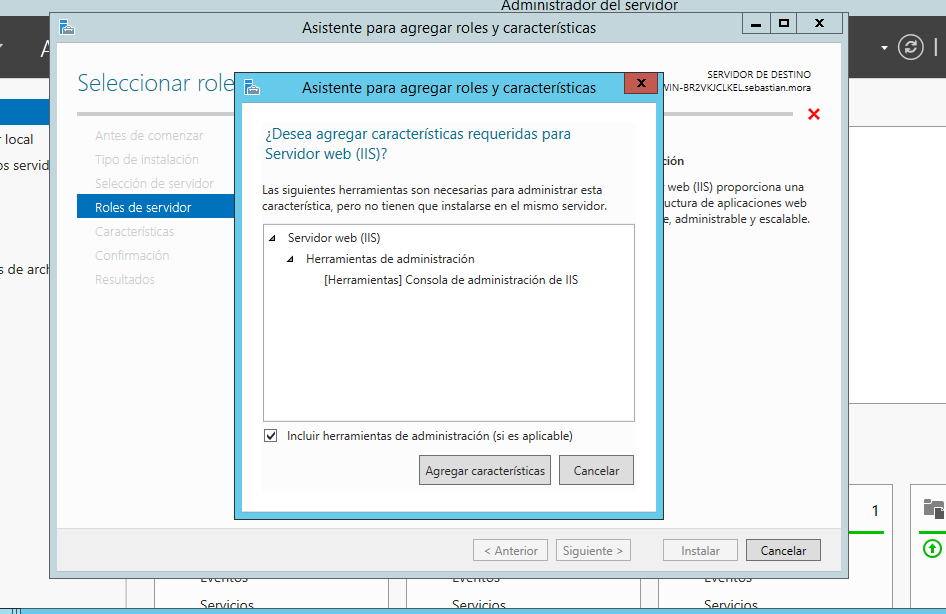 Administrador del servidor
Asistente para agregar roles y características
Seleccionar role
SERVIDOR DE DESTINO
WIN-BR2VKJCLKEL.sebastian.mora
Antes de comenzar
Tipo de instalación
Selección de servidor
Roles de servidor
Características
Confirmación
Resultados
Asistente para agregar roles y características
¿Desea agregar características requeridas para
Servidor web (IIS)?
Las siguientes herramientas son necesarias para administrar esta
característica, pero no tienen que instalarse en el mismo servidor.
Servidor web (IIS)
Herramientas de administración
[Herramientas] Consola de administración de IIS
Incluir herramientas de administración (si es aplicable)
Agregar características
Cancelar
ción
web (IIS) proporciona una
uctura de aplicaciones web
e, administrable y escalable.
< Anterior
Siguiente >
Instalar
Cancelar
r local
os servid
s de arch
1
Eventos
Eventos
Eventos
Servicios
Servicios
Servicios